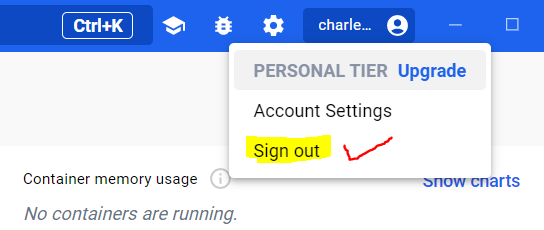 Ctrl+K
charle...
PERSONAL TIER Upgrade
Account Settings
Sign out
Container memory usage
Show charts
No containers are running.